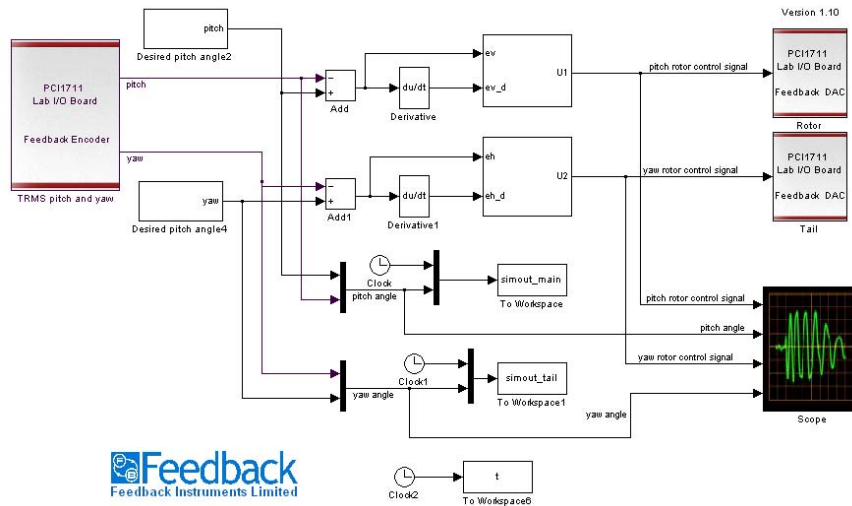 Version 1.10
pitch
Desired pitch angle2
PCI1711
Lab I/O Board
Feedback Encoder
TRMS pitch and yaw
pitch
yaw
yaw
Desired pitch angle4
Add
du/dt
Derivative
ev
ev_d
U1
pitch rotor control signal
PCI1711
Lab I/O Board
Feedback DAC
Rotor
Add1
du/dt
Derivative1
eh
eh_d
U2
yaw rotor control signal
PCI1711
Lab I/O Board
Feedback DAC
Tail
Clock
pitch angle
simout_main
To Workspace
pitch rotor control signal
pitch angle
yaw rotor control signal
yaw angle
Scope
Clock1
yaw angle
simout_tail
To Workspace1
Feedback
Feedback Instruments Limited
Clock2
t
To Workspace6